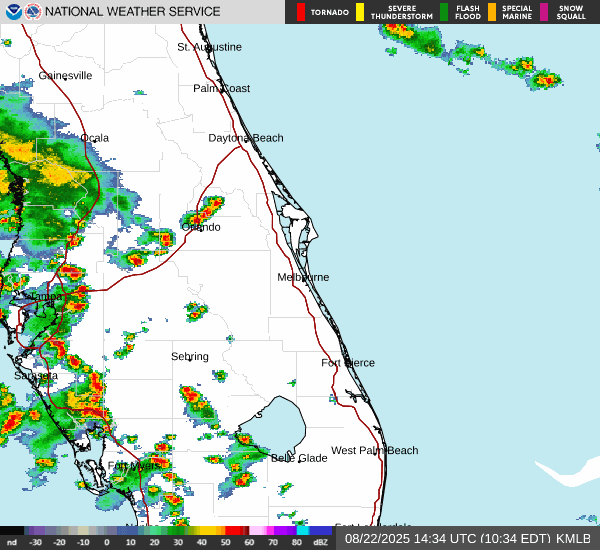 NATIONAL WEATHER SERVICE
TORNADO
SEVERE THUNDERSTORM
FLASH FLOOD
SPECIAL MARINE
SNOW SQUALL
St. Augustine
Gainesville
Palm Coast
Ocala
Daytona Beach
Orlando
Melbourne
Tampa
Sebring
Fort Pierce
Sarasota
West Palm Beach
Belle Glade
Fort Myers
nd -30 -20 -10 0 10 20 30 40 50 60 70 80 dBZ
08/22/2025 14:34 UTC (10:34 EDT) KMLB